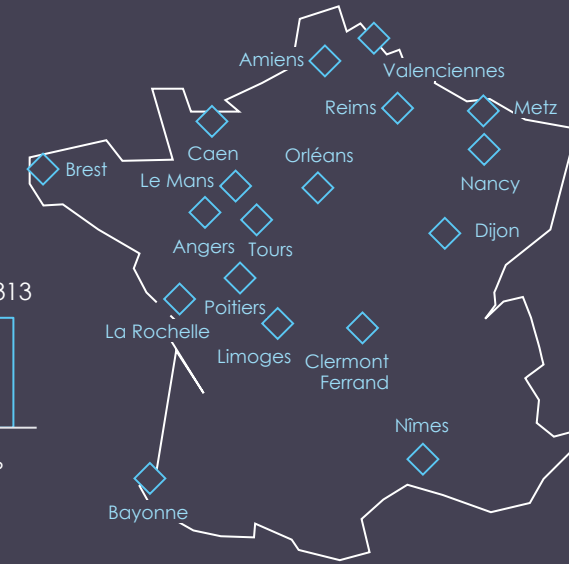 Amiens
Valenciennes
Reims
Metz
Caen
Orléans
Brest
Le Mans
Nancy
Angers
Tours
Dijon
313
Poitiers
La Rochelle
Limoges
Clermont
Ferrand
Nîmes
Bayonne